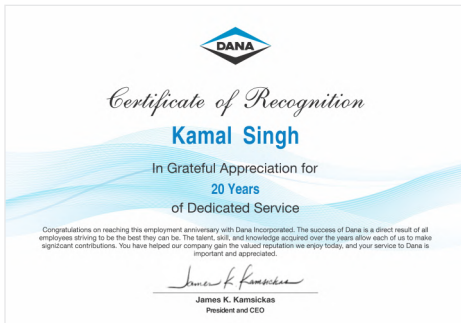 DANA
Certificate of Recognition
Kamal Singh
In Grateful Appreciation for
20 Years
of Dedicated Service
Congratulations on reaching this employment anniversary with Dana Incorporated. The success of Dana is a direct result of all
employees striving to be the best they can be. The talent, skill, and knowledge acquired over the years allow each of us to make
significant contributions. You have helped our company gain the valued reputation we enjoy today, and your service to Dana is
important and appreciated.
James K Kamsickas
James K. Kamsickas
President and CEO